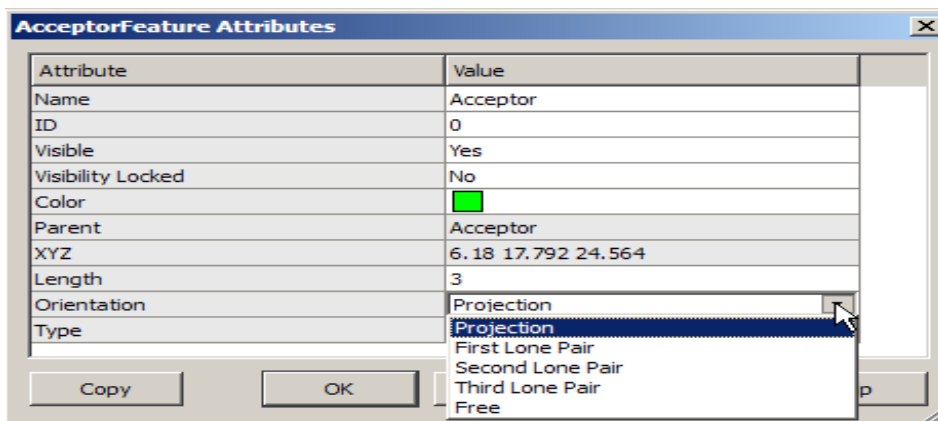 AcceptorFeature Attributes
Attribute Value
Name Acceptor
ID 0
Visible Yes
Visibility Locked No
Color
Parent Acceptor
XYZ 6.18 17.792 24.564
Length 3
Orientation Projection
Type Projection
First Lone Pair
Second Lone Pair
Third Lone Pair
Free
Copy OK p